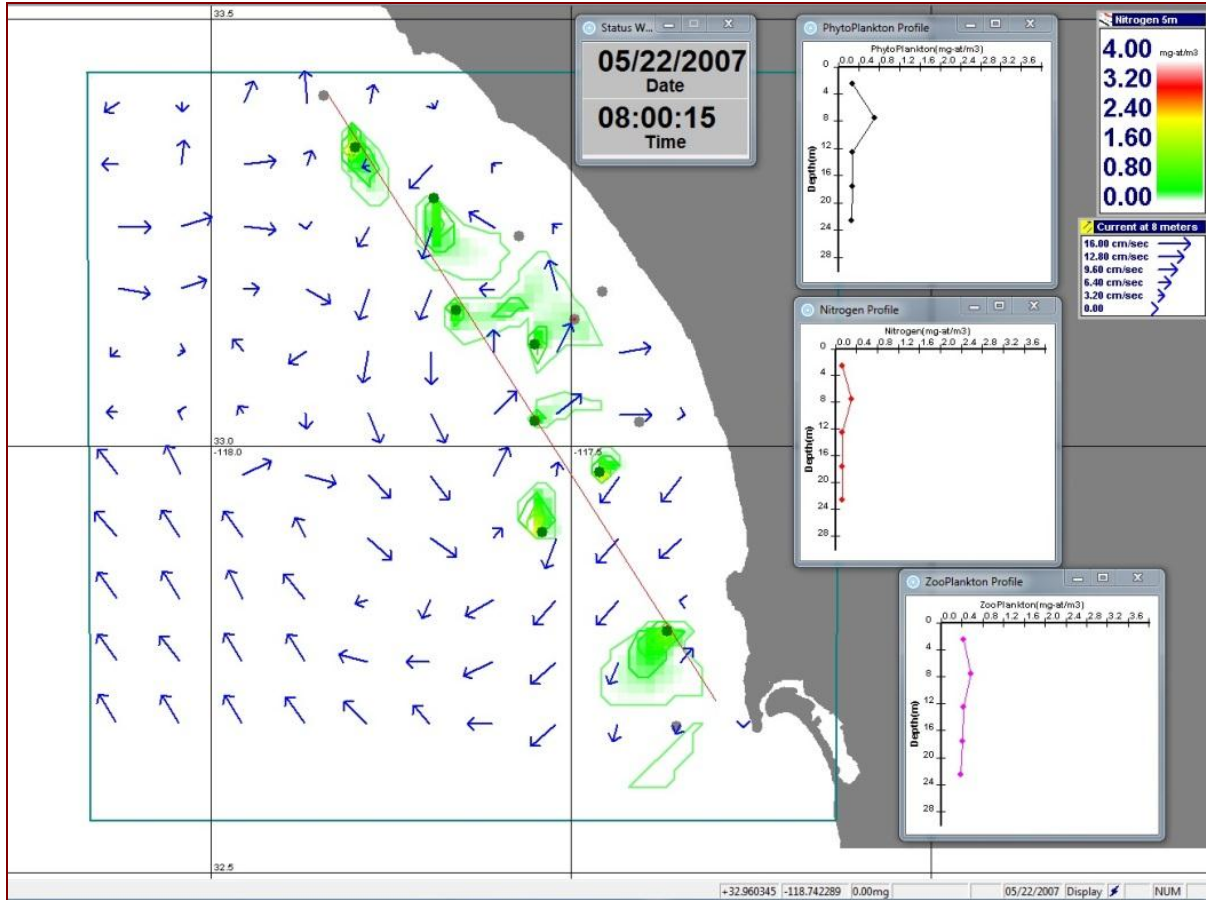 33.5
33.0
-118.0
-117.5
32.5
Status W...
05/22/2007
Date
08:00:15
Time
PhytoPlankton Profile
PhytoPlankton(mg-at/m3)
0.0 0.4 0.8 1.2 1.6 2.0 2.4 2.8 3.2 3.6
0
4
8
12
16
20
24
28
Depth(m)
Nitrogen 5m
4.00 mg-at/m3
3.20
2.40
1.60
0.80
0.00
Current at 8 meters
16.00 cm/sec
12.80 cm/sec
9.60 cm/sec
6.40 cm/sec
3.20 cm/sec
0.00
Nitrogen Profile
Nitrogen(mg-at/m3)
0.0 0.4 0.8 1.2 1.6 2.0 2.4 2.8 3.2 3.6
0
4
8
12
16
20
24
28
Depth(m)
ZooPlankton Profile
ZooPlankton(mg-at/m3)
0.0 0.4 0.8 1.2 1.6 2.0 2.4 2.8 3.2 3.6
0
4
8
12
16
20
24
28
Depth(m)
+32.960345 -118.742289 0.00mg 05/22/2007 Display NUM